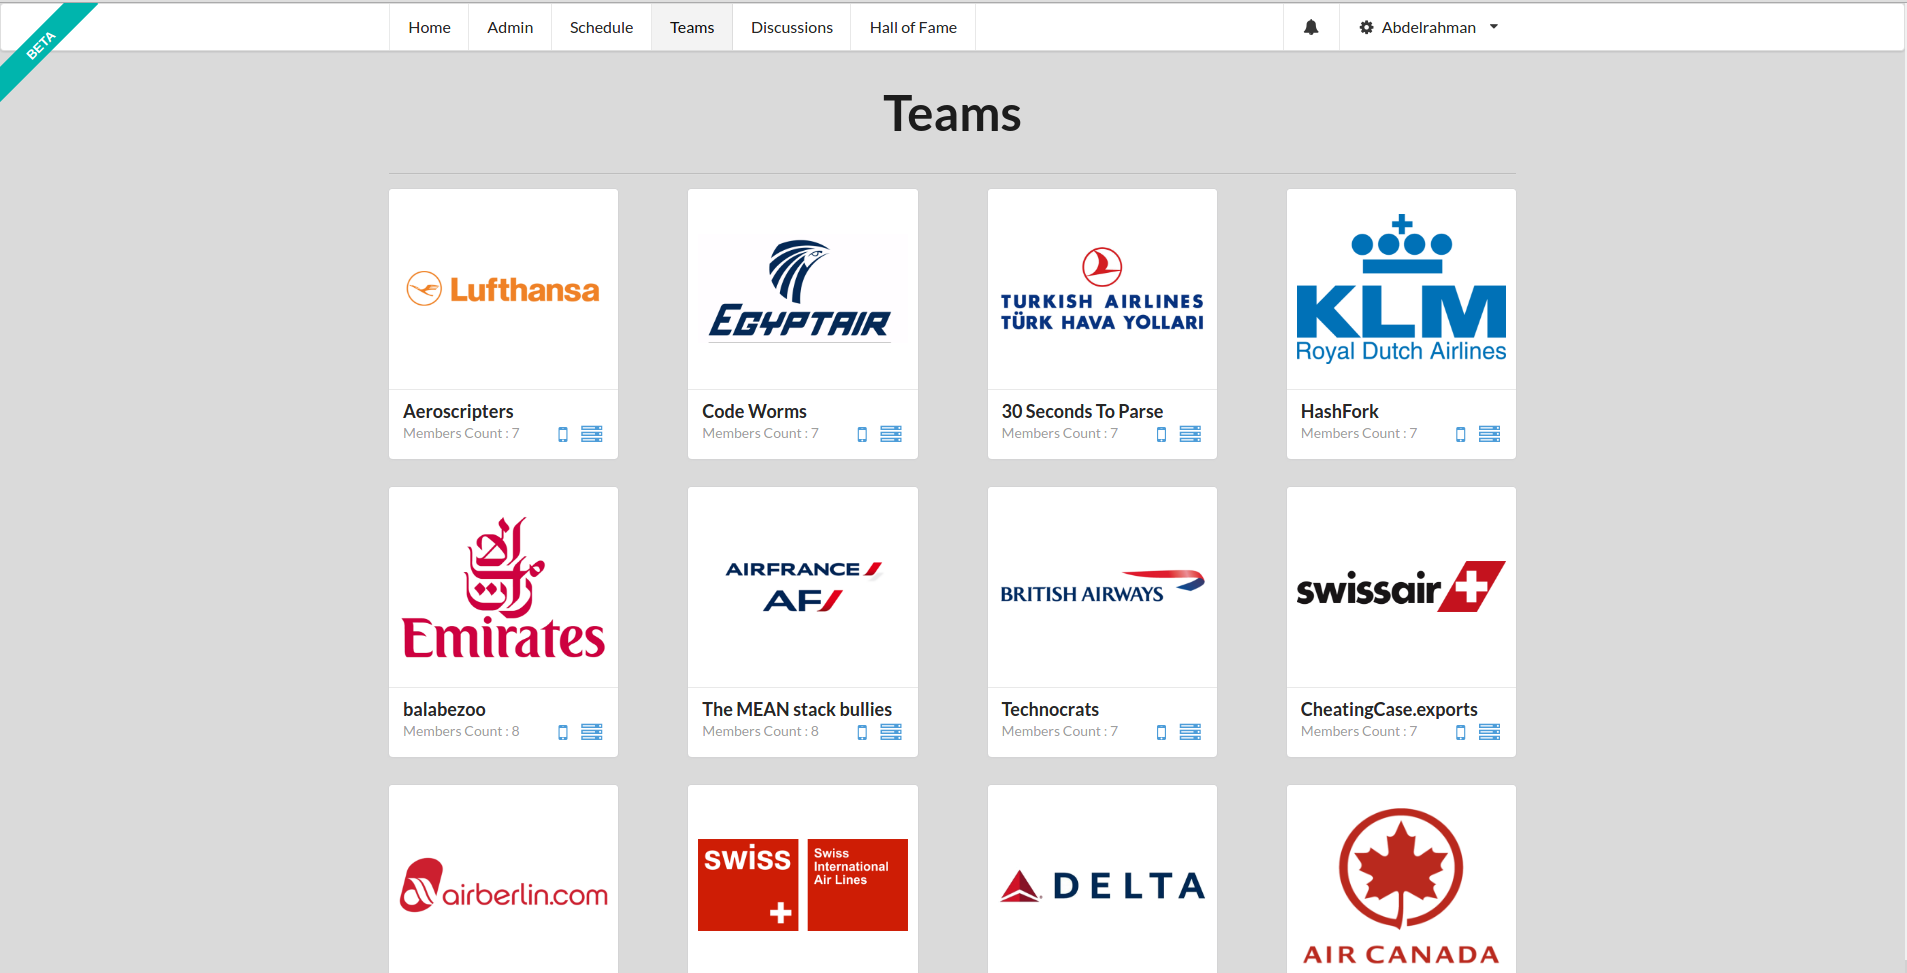 BETA
Home Admin Schedule Teams Discussions Hall of Fame Abdelrahman
Teams
Lufthansa
EGYPTAIR
TURKISH AIRLINES
TÜRK HAVA YOLLARI
KLM
Royal Dutch Airlines
Aeroscripters
Members Count : 7
Code Worms
Members Count : 7
30 Seconds To Parse
Members Count : 7
HashFork
Members Count : 7
Emirates
AIRFRANCE
AF
BRITISH AIRWAYS
swissair
balabezoo
Members Count : 8
The MEAN stack bullies
Members Count : 8
Technocrats
Members Count : 7
CheatingCase.exports
Members Count : 7
airberlin.com
swiss
Swiss
International
Air Lines
DELTA
AIR CANADA